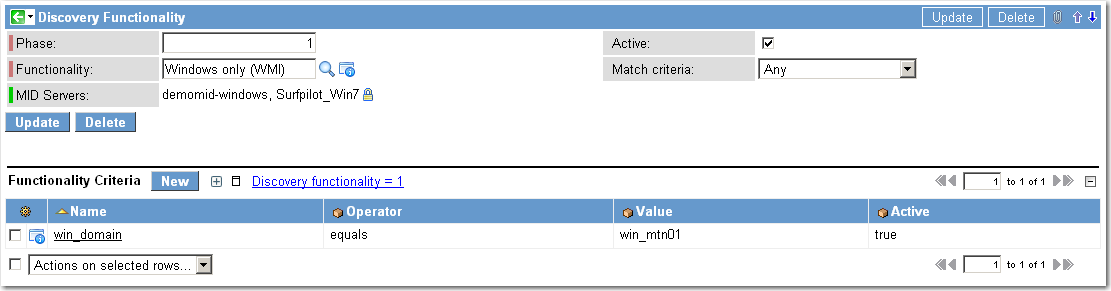 Discovery Functionality Update Delete
Phase: 1 Active:
Functionality: Windows only (WMI) Match criteria: Any
MID Servers: demomid-windows, Surfpilot_Win7
Update Delete
Functionality Criteria New Discovery functionality = 1 1 to 1 of 1
Name Operator Value Active
win_domain equals win_mtn01 true
Actions on selected rows... 1 to 1 of 1